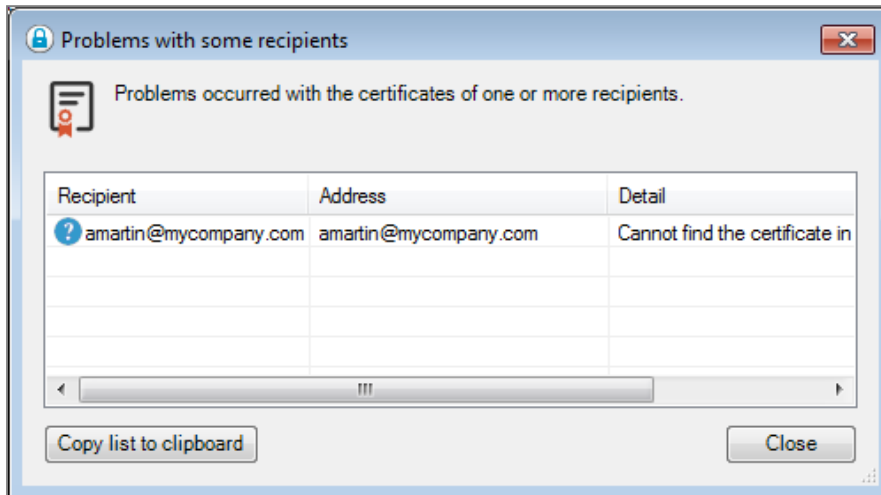 Problems with some recipients
Problems occurred with the certificates of one or more recipients.
Recipient Address Detail
amartin@mycompany.com amartin@mycompany.com Cannot find the certificate in
Copy list to clipboard Close